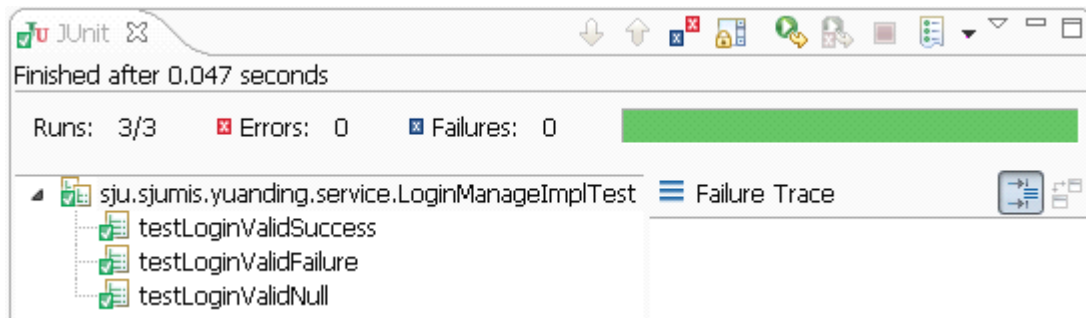 JUnit
Finished after 0.047 seconds
Runs: 3/3 Errors: 0 Failures: 0
sju.sjumis.yuanding.service.LoginManageImplTest
Failure Trace
testLoginValidSuccess
testLoginValidFailure
testLoginValidNull